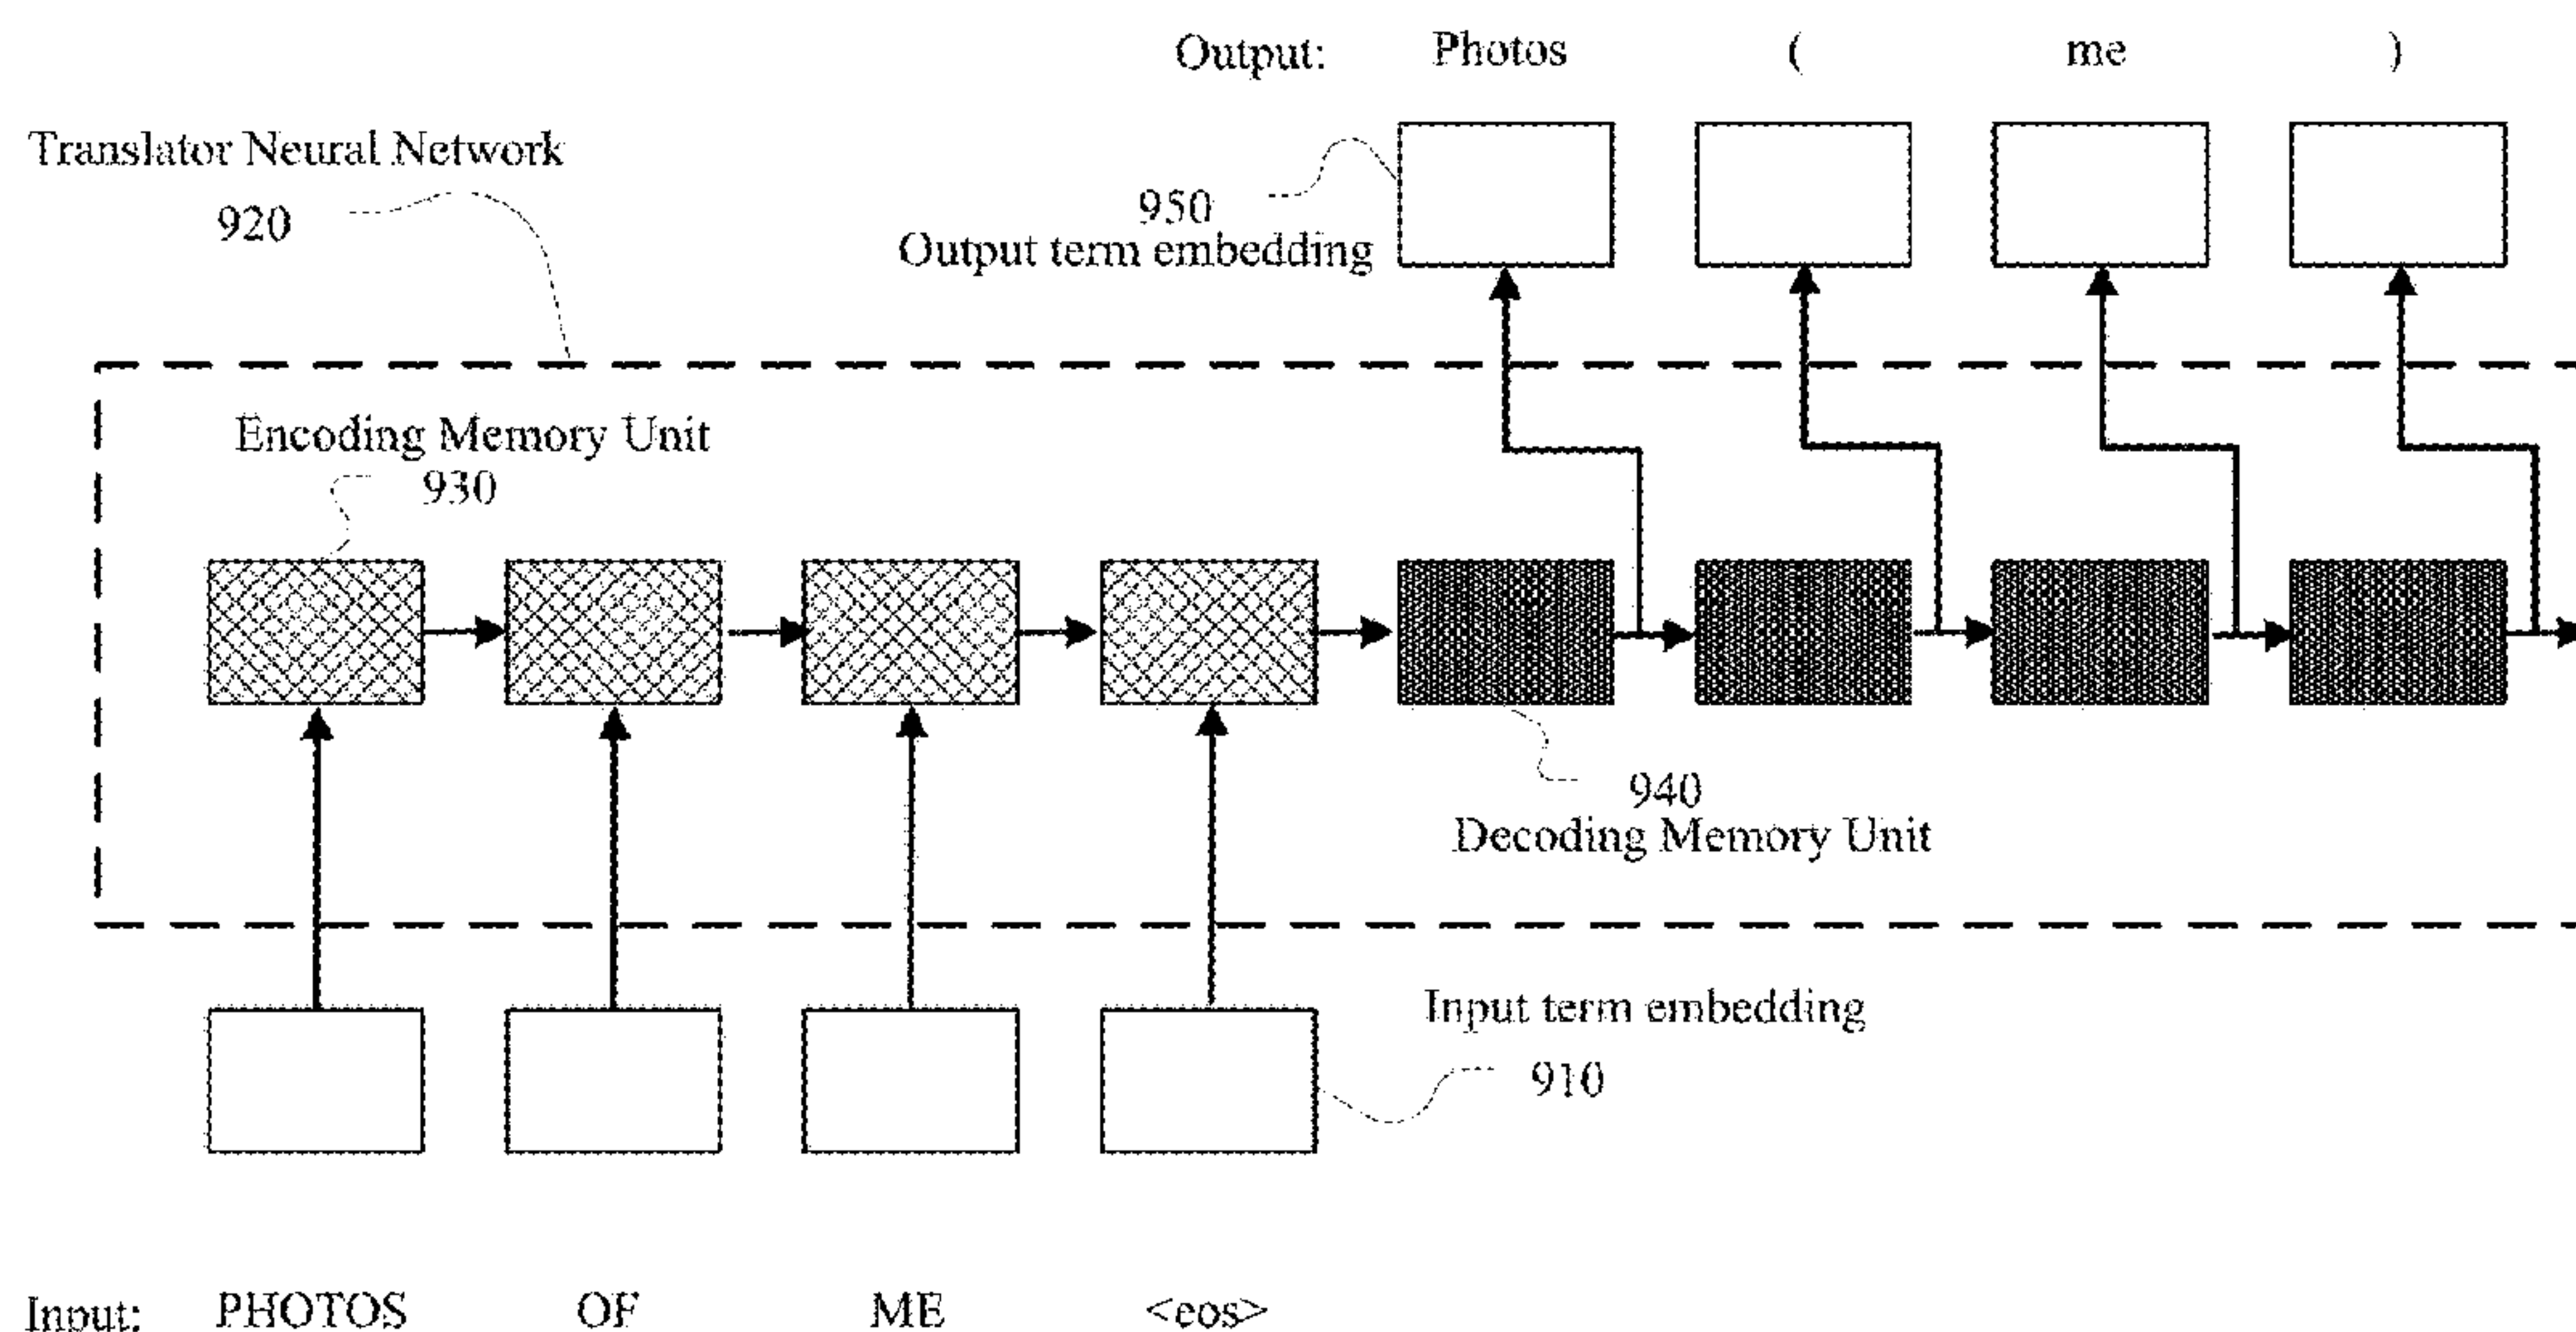 Output: Photos ( me )
Translator Neural Network
920
950
Output term embedding
Encoding Memory Unit
930
940
Decoding Memory Unit
Input term embedding
910
Input: PHOTOS OF ME <eos>